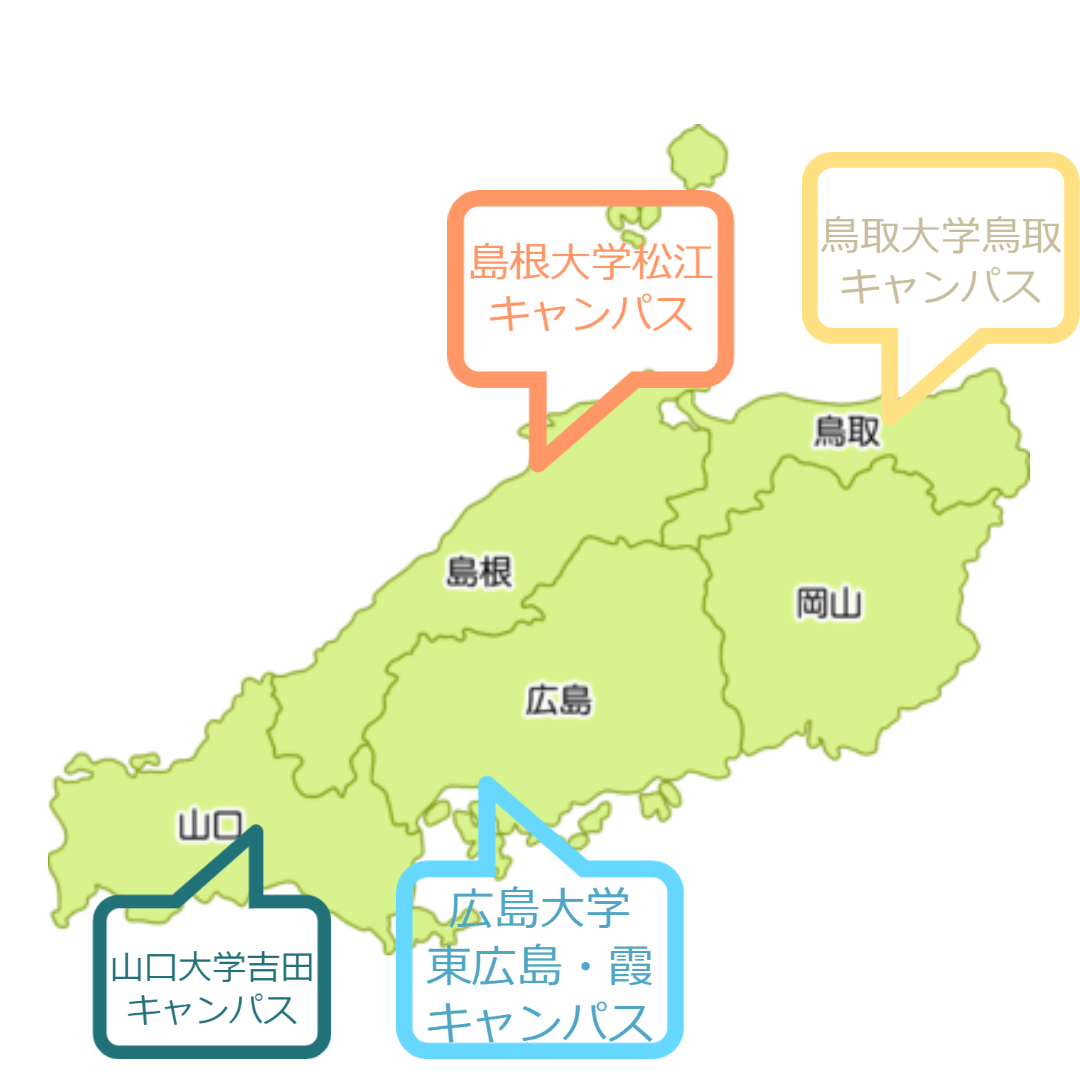 島根大学松江
キャンパス
鳥取大学鳥取
キャンパス
鳥取
島根
岡山
広島
山口
山口大学吉田
キャンパス
広島大学
東広島・霞
キャンパス